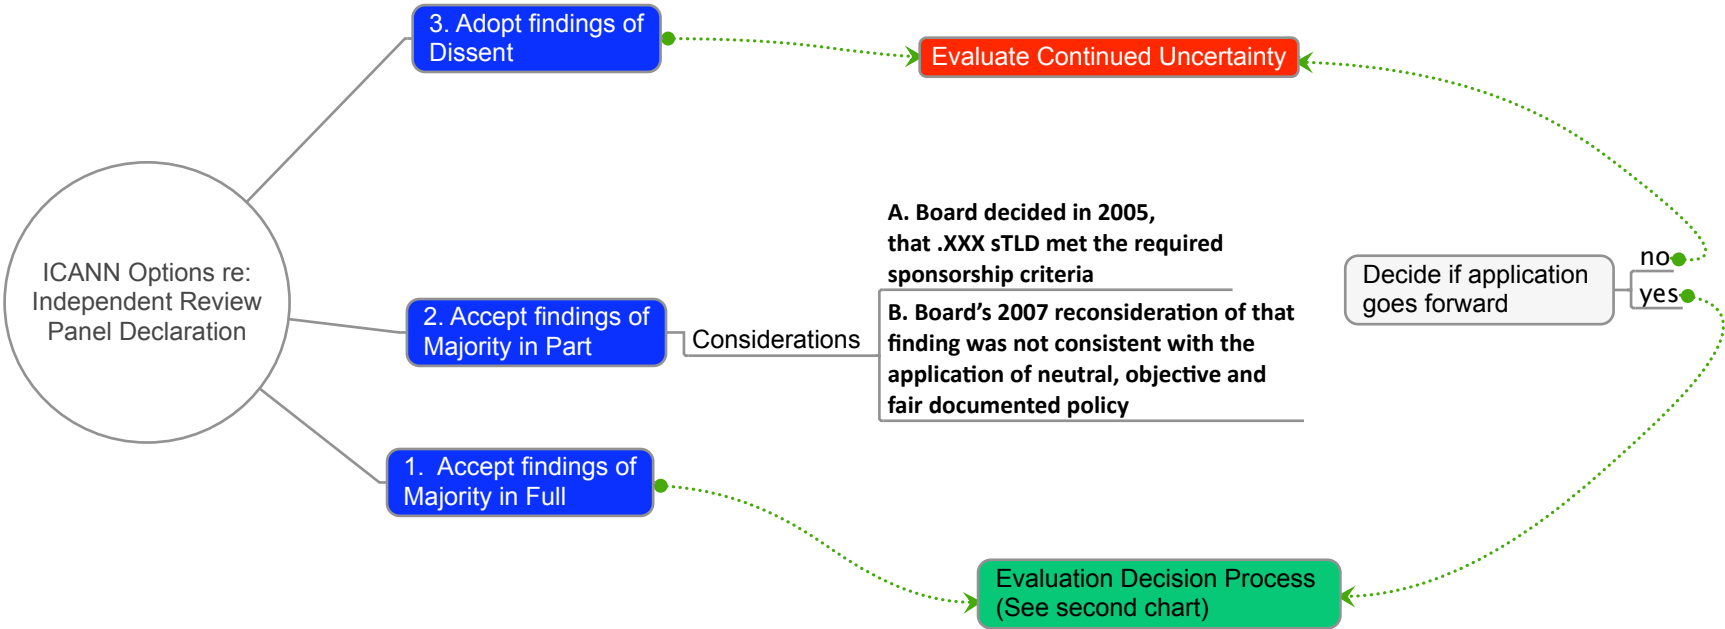 3. Adopt findings of
Dissent
Evaluate Continued Uncertainty
ICANN Options re:
Independent Review
Panel Declaration
2. Accept findings of
Majority in Part
Considerations
A. Board decided in 2005,
that .XXX sTLD met the required
sponsorship criteria
B. Board’s 2007 reconsideration of that
finding was not consistent with the
application of neutral, objective and
fair documented policy
Decide if application
goes forward
no
yes
1.  Accept findings of
Majority in Full
Evaluation Decision Process
(See second chart)